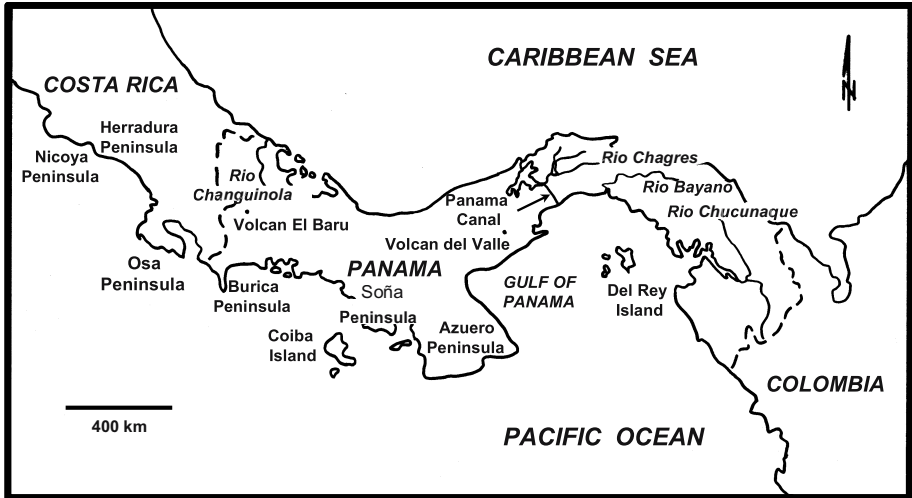 CARIBBEAN SEA
COSTA RICA
N
Herradura
Peninsula
Nicoya
Peninsula
Rio
Changuinola
Volcan El Baru
Rio Chagres
Rio Bayano
Rio Chucunaque
Panama
Canal
Volcan del Valle
Osa
Peninsula
Burica
Peninsula
PANAMA
Soña
Peninsula
GULF OF
PANAMA
Del Rey
Island
Coiba
Island
Azuero
Peninsula
COLOMBIA
400 km
PACIFIC OCEAN